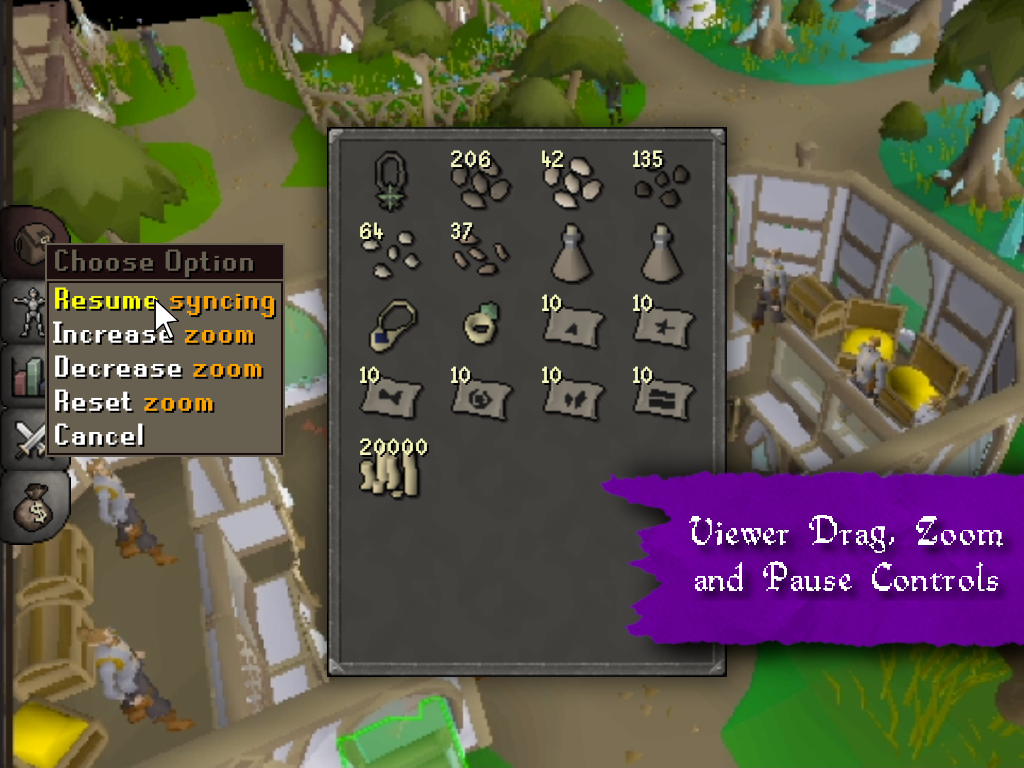 206 42 135
64 37
10 10
10 10 10 10
20000
Choose Option
Resume syncing
Increase zoom
Decrease zoom
Reset zoom
Cancel
Viewer Drag, Zoom
and Pause Controls